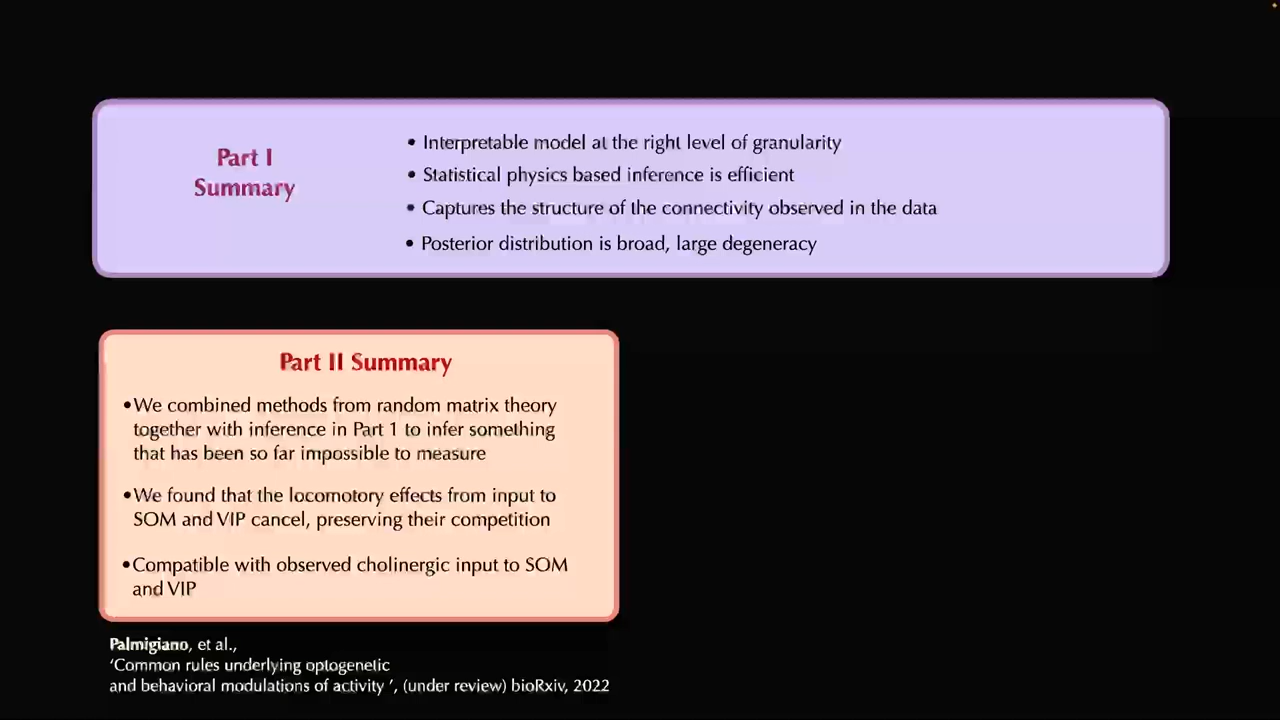 Part I
Summary
• Interpretable model at the right level of granularity
• Statistical physics based inference is efficient
• Captures the structure of the connectivity observed in the data
• Posterior distribution is broad, large degeneracy
Part II Summary
•We combined methods from random matrix theory
together with inference in Part 1 to infer something
that has been so far impossible to measure
•We found that the locomotory effects from input to
SOM and VIP cancel, preserving their competition
•Compatible with observed cholinergic input to SOM
and VIP
Palmigiano, et al.,
‘Common rules underlying optogenetic
and behavioral modulations of activity ’, (under review) bioRxiv, 2022